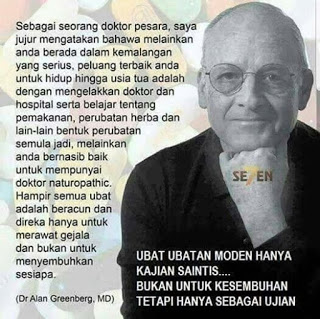 Sebagai seorang doktor pesara, saya
jujur mengatakan bahawa melainkan
anda berada dalam kemalangan
yang serius, peluang terbaik anda
untuk hidup hingga usia tua adalah
dengan mengelakkan doktor dan
hospital serta belajar tentang
pemakanan, perubatan herba dan
lain-lain bentuk perubatan
semula jadi, melainkan
anda bernasib baik
untuk mempunyai
doktor naturopathic.
Hampir semua ubat
adalah beracun dan
direka hanya untuk
merawat gejala
dan bukan untuk
menyembuhkan
sesiapa.
(Dr Alan Greenberg, MD)
SE7EN
UBAT UBATAN MODEN HANYA
KAJIAN SAINTIS....
BUKAN UNTUK KESEMBUHAN
TETAPI HANYA SEBAGAI UJIAN